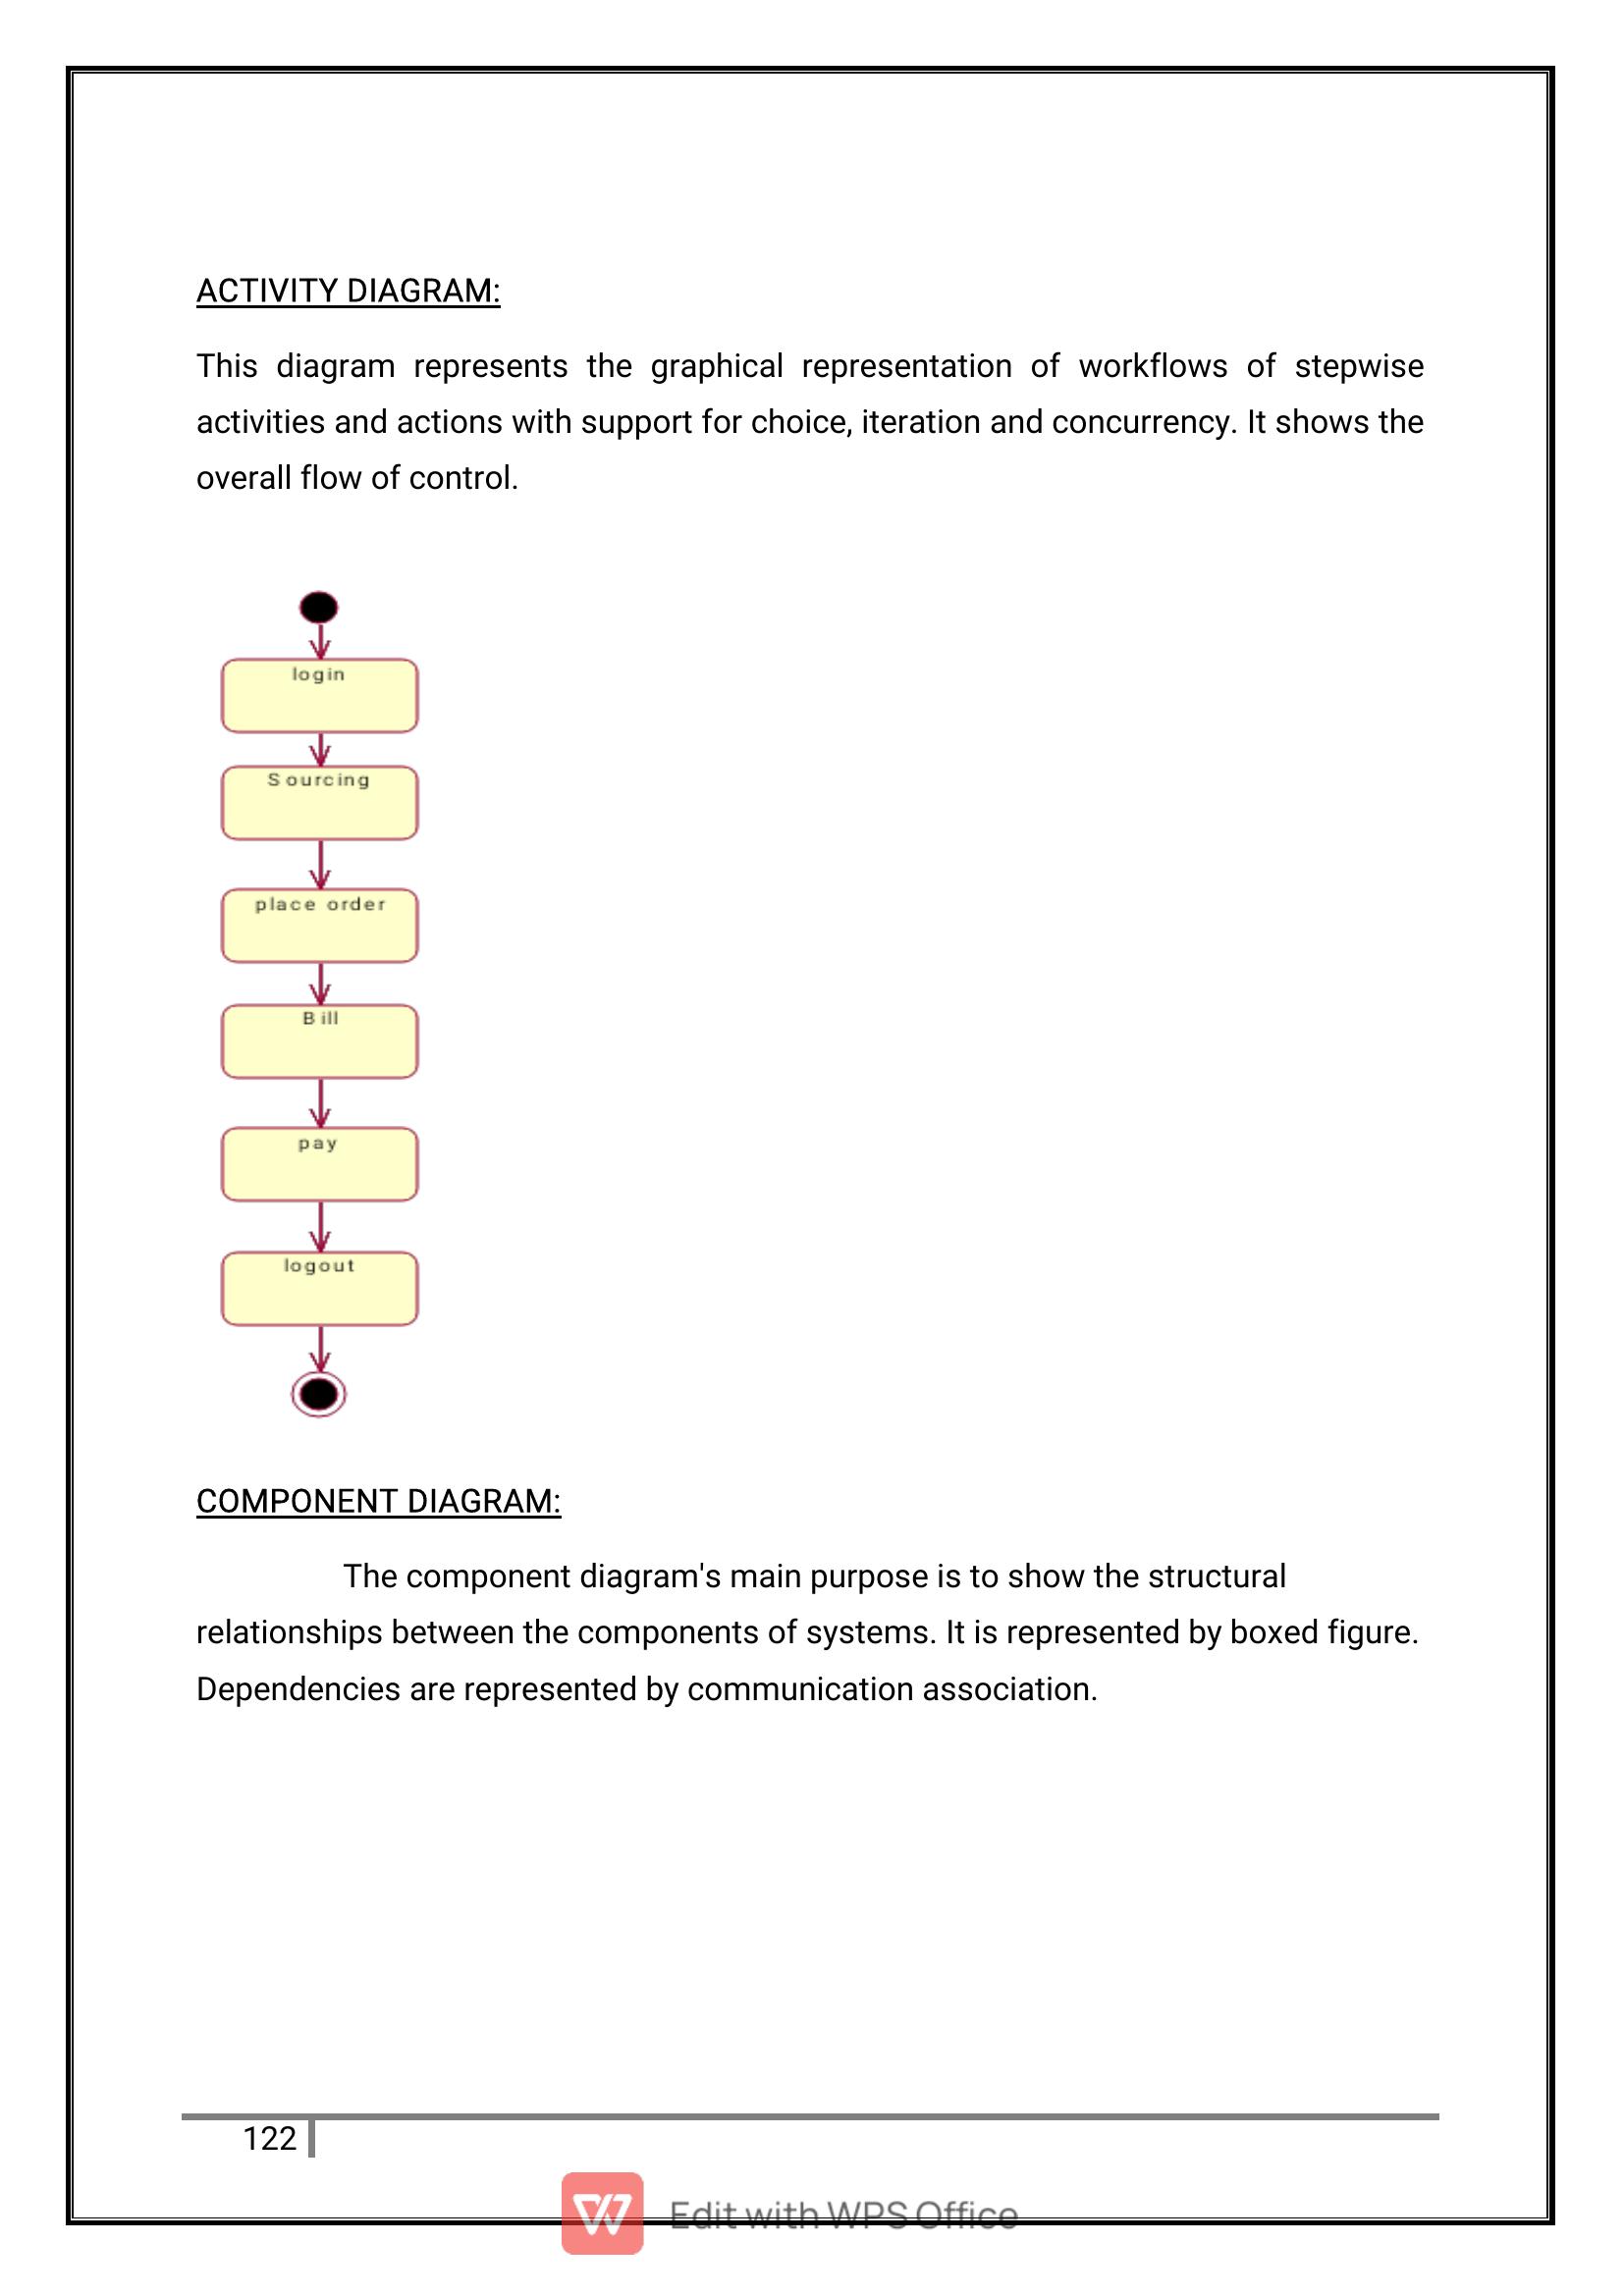 ACTIVITY DIAGRAM:
This diagram represents the graphical representation of workflows of stepwise
activities and actions with support for choice, iteration and concurrency. It shows the
overall flow of control.
login
Sourcing
place order
Bill
pay
logout
COMPONENT DIAGRAM:
The component diagram's main purpose is to show the structural
relationships between the components of systems. It is represented by boxed figure.
Dependencies are represented by communication association.
122
Edit with WPS Office